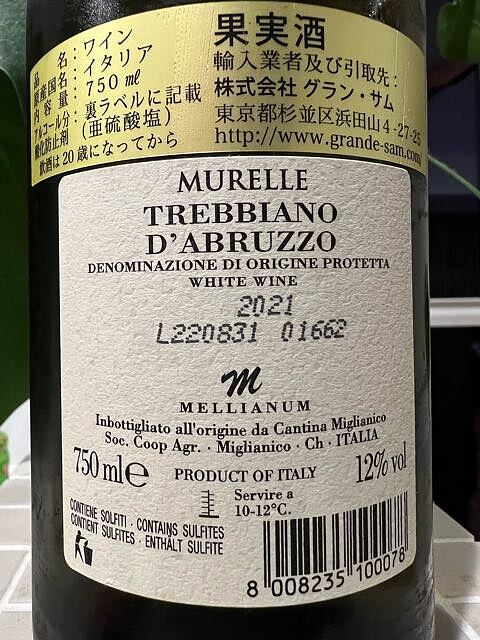 品名：ワイン
原産国名：イタリア
内容量：750㎖
アルコール分：裏ラベルに記載
酸化防止剤：(亜硫酸塩)
飲酒は20歳になってから
果実酒
輸入業者及び引取先：
株式会社 グラン・サム
東京都杉並区浜田山4-27-25
http://www.grande-sam.com/
MURELLE
TREBBIANO
D'ABRUZZO
DENOMINAZIONE DI ORIGINE PROTETTA
WHITE WINE
2021
L220831 01662
m
MELLIANUM
Inbottigliato all'origine da Cantina Miglianico
Soc. Coop Agr. · Miglianico · Ch · ITALIA
750 ml e PRODUCT OF ITALY 12% vol
Servire a
10-12°C.
CONTIENE SOLFITI · CONTAINS SULFITES
CONTIENT SULFITES · ENTHÄLT SULFITE
8 008235 100078